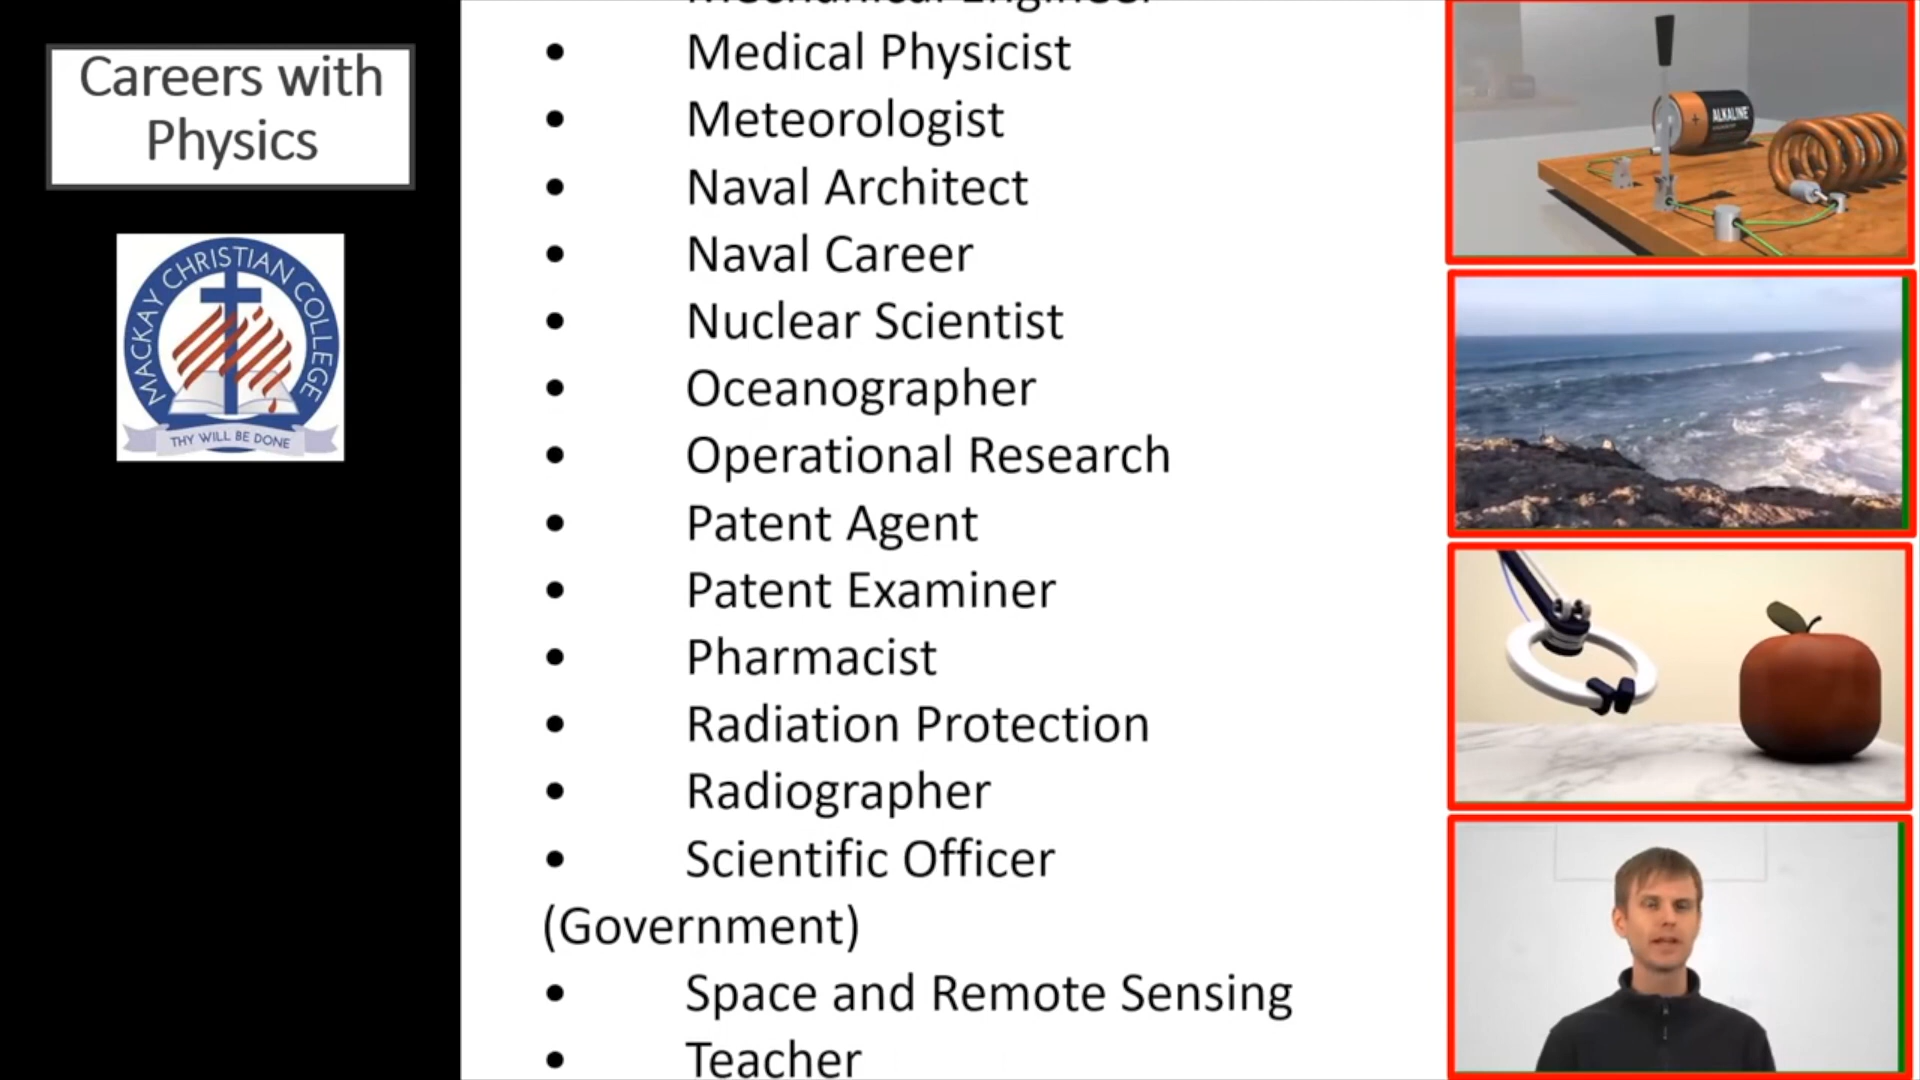 Careers with
Physics
MACKAY CHRISTIAN COLLEGE
THY WILL BE DONE
Mechanical Engineer
• Medical Physicist
• Meteorologist
• Naval Architect
• Naval Career
• Nuclear Scientist
• Oceanographer
• Operational Research
• Patent Agent
• Patent Examiner
• Pharmacist
• Radiation Protection
• Radiographer
• Scientific Officer
(Government)
• Space and Remote Sensing
• Teacher
+ ALKALINE